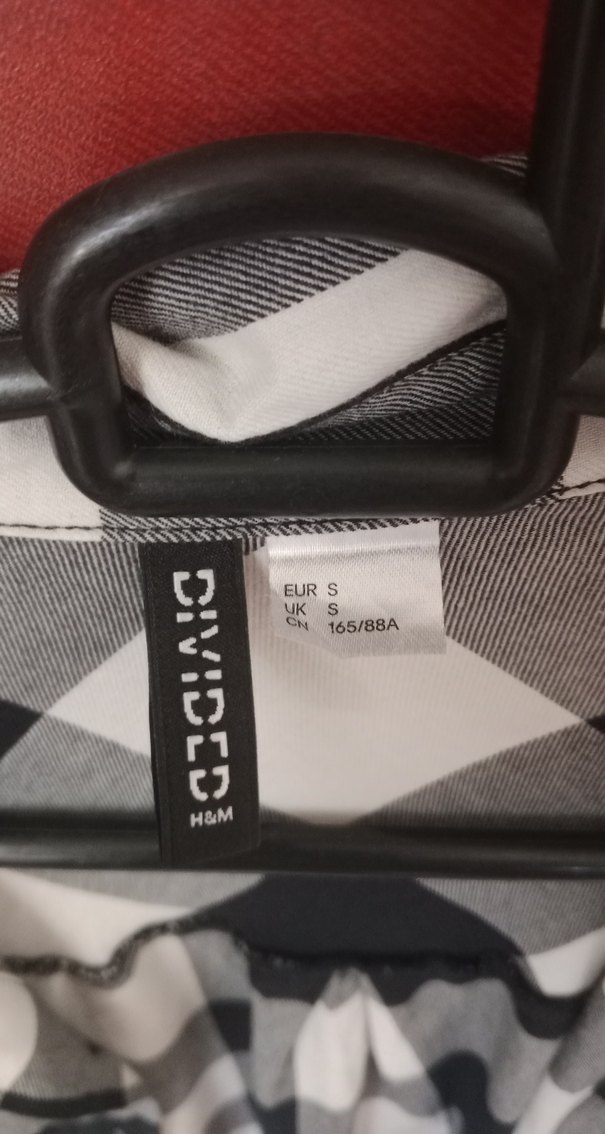 DIVIDED
H&M
EUR S
UK S
CN 165/88A